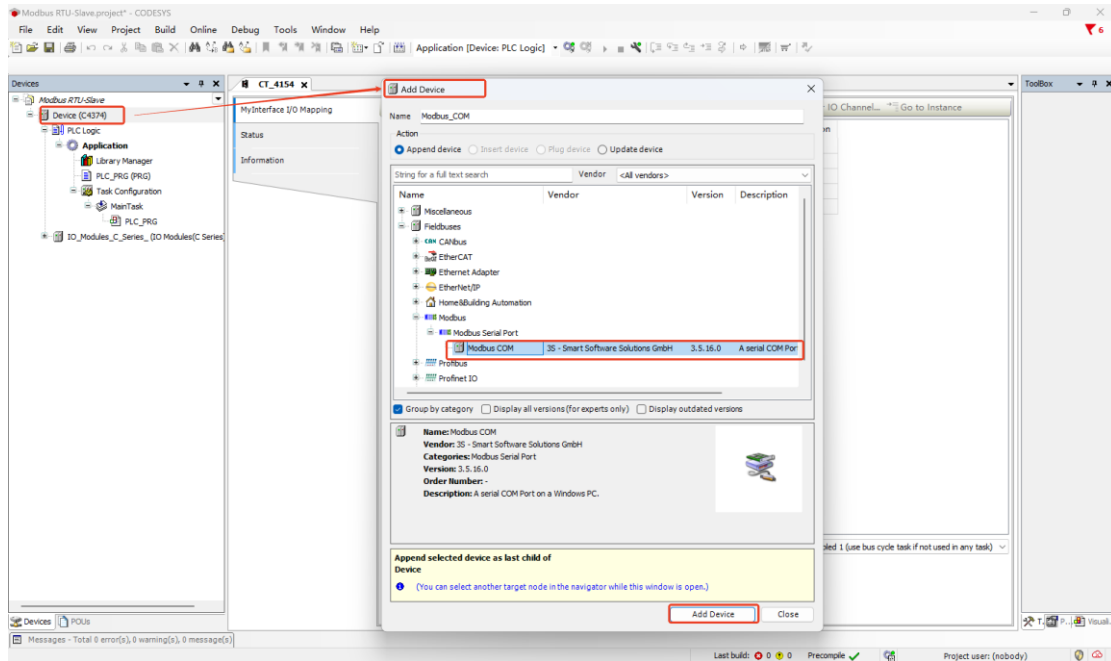 Modbus RTU-Slave.project* - CODESYS
File Edit View Project Build Online Debug Tools Window Help
6
Application [Device: PLC Logic]
Devices
CT_4154
ToolBox
Modbus RTU-Slave
Device (C4374)
PLC Logic
Application
Library Manager
PLC_PRG (PRG)
Task Configuration
MainTask
PLC_PRG
IO_Modules_C_Series_ (IO Modules(C Series
MyInterface I/O Mapping
Status
Information
IO Channel... Go to Instance
Add Device
Name Modbus_COM
Action
Append device Insert device Plug device Update device
String for a full text search Vendor <All vendors>
Name Vendor Version Description
Miscellaneous
Fieldbuses
CAN CANbus
EtherCAT
Ethernet Adapter
EtherNet/IP
Home&Building Automation
Modbus
Modbus Serial Port
Modbus COM 3S - Smart Software Solutions GmbH 3.5.16.0 A serial COM Por
Profibus
Profinet IO
Group by category Display all versions (for experts only) Display outdated versions
Name: Modbus COM
Vendor: 3S - Smart Software Solutions GmbH
Categories: Modbus Serial Port
Version: 3.5.16.0
Order Number: -
Description: A serial COM Port on a Windows PC.
Append selected device as last child of
Device
(You can select another target node in the navigator while this window is open.)
Add Device Close
bled 1 (use bus cycle task if not used in any task)
Devices POUs
T. P... Visuali.
Messages - Total 0 error(s), 0 warning(s), 0 message(s)
Last build: 0 0 Precompile Project user: (nobody)